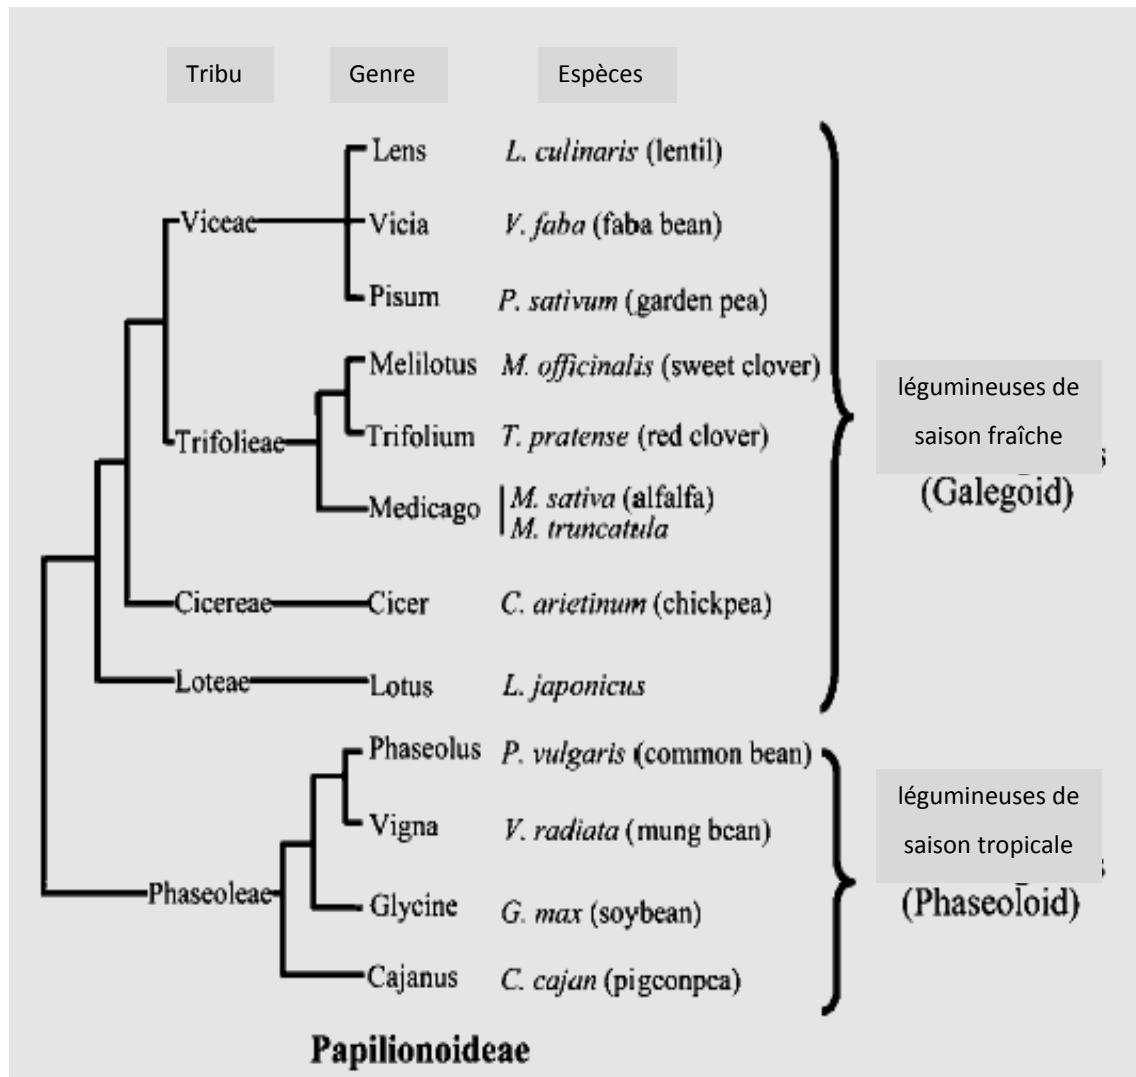 Tribu Genre Espèces
Lens L. culinaris (lentil)
Viceae Vicia V. faba (faba bean)
Pisum P. sativum (garden pea)
Melilotus M. officinalis (sweet clover)
Trifolieae Trifolium T. pratense (red clover)
Medicago M. sativa (alfalfa)
M. truncatula
légumineuses de
saison fraîche
(Galegoid)
Cicereae Cicer C. arietinum (chickpea)
Loteae Lotus L. japonicus
Phaseolus P. vulgaris (common bean)
Vigna V. radiata (mung bean)
Phaseoleae Glycine G. max (soybean)
Cajanus C. cajan (pigeonpea)
légumineuses de
saison tropicale
(Phaseoloid)
Papilionoideae